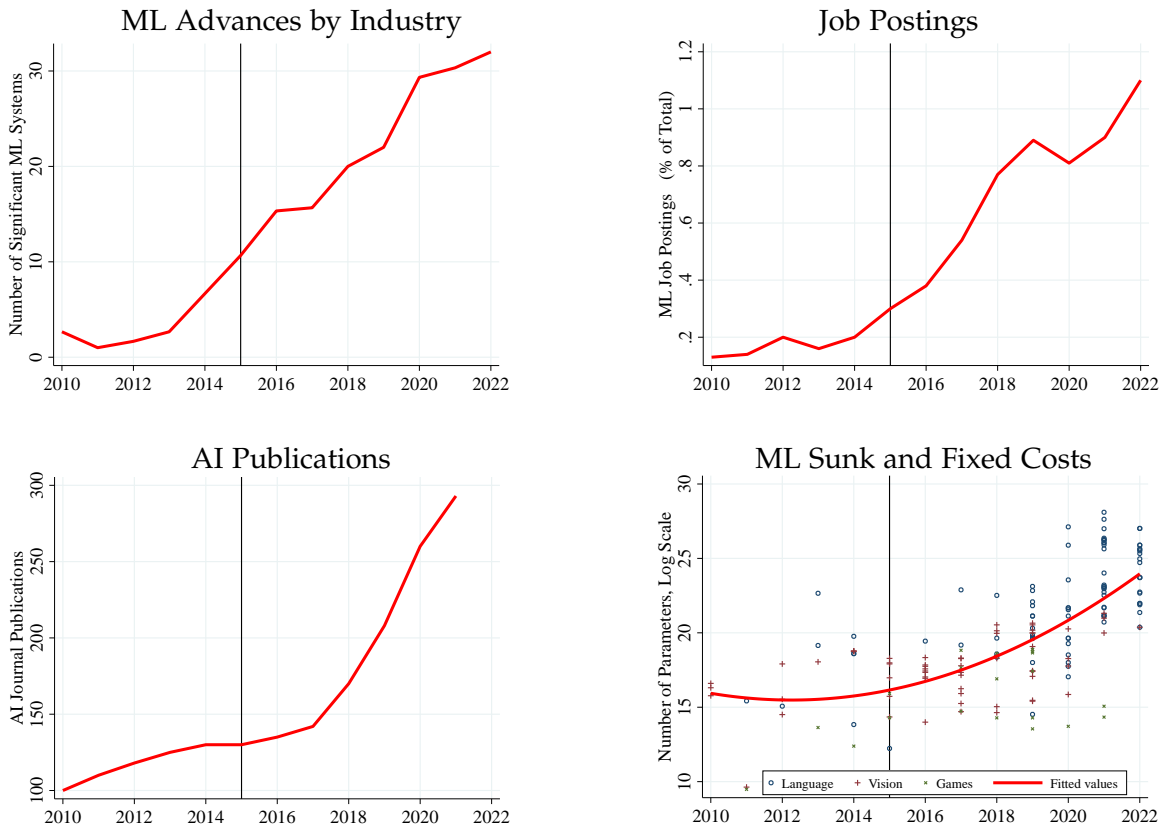 ML Advances by Industry
Number of Significant ML Systems
30
20
10
0
2010 2012 2014 2016 2018 2020 2022
Job Postings
ML Job Postings (% of Total)
1.2
1
.8
.6
.4
.2
2010 2012 2014 2016 2018 2020 2022
AI Publications
AI Journal Publications
300
250
200
150
100
2010 2012 2014 2016 2018 2020 2022
ML Sunk and Fixed Costs
Number of Parameters, Log Scale
30
25
20
15
10
Language Vision Games Fitted values
2010 2012 2014 2016 2018 2020 2022